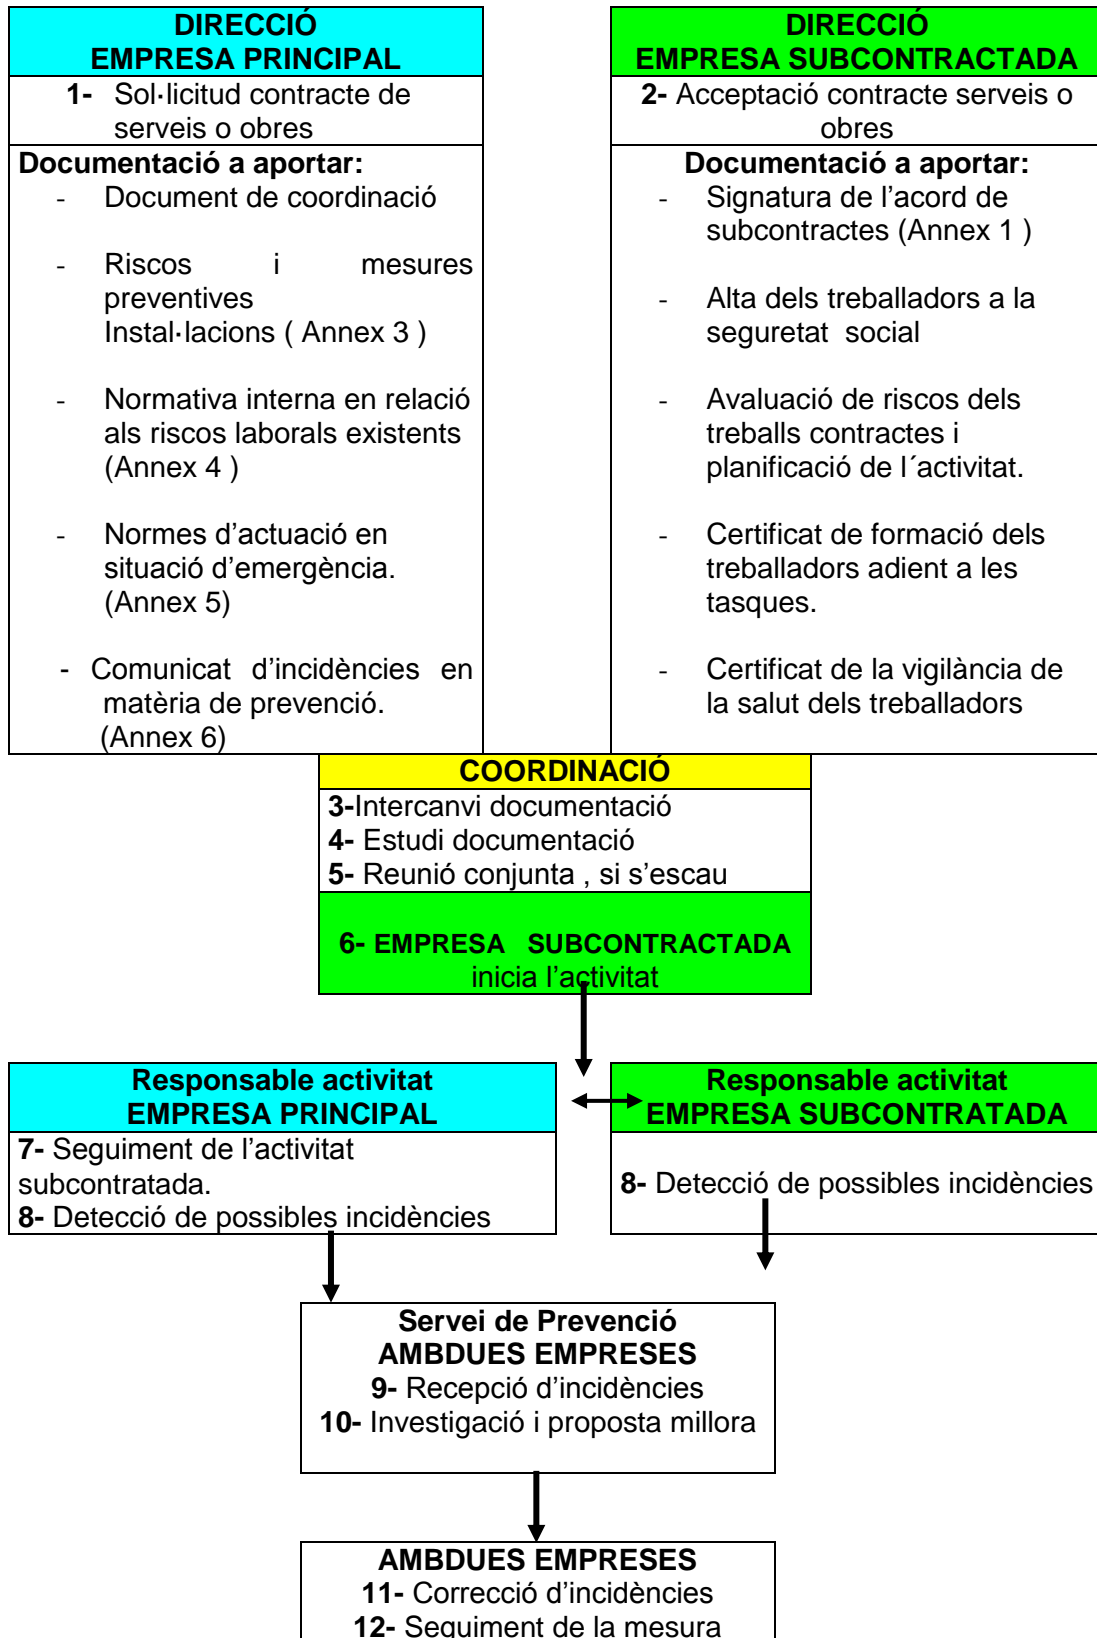 DIRECCIÓ
EMPRESA PRINCIPAL
1- Sol·licitud contracte de
serveis o obres
Documentació a aportar:
- Document de coordinació
- Riscos i mesures
preventives
Instal·lacions ( Annex 3 )
- Normativa interna en relació
als riscos laborals existents
(Annex 4 )
- Normes d’actuació en
situació d’emergència.
(Annex 5)
- Comunicat d’incidències en
matèria de prevenció.
(Annex 6)
DIRECCIÓ
EMPRESA SUBCONTRACTADA
2- Acceptació contracte serveis o
obres
Documentació a aportar:
- Signatura de l’acord de
subcontractes (Annex 1 )
- Alta dels treballadors a la
seguretat social
- Avaluació de riscos dels
treballs contractes i
planificació de l´activitat.
- Certificat de formació dels
treballadors adient a les
tasques.
- Certificat de la vigilància de
la salut dels treballadors
COORDINACIÓ
3-Intercanvi documentació
4- Estudi documentació
5- Reunió conjunta , si s’escau
6- EMPRESA SUBCONTRACTADA
inicia l’activitat
Responsable activitat
EMPRESA PRINCIPAL
7- Seguiment de l’activitat
subcontratada.
8- Detecció de possibles incidències
Responsable activitat
EMPRESA SUBCONTRATADA
8- Detecció de possibles incidències
Servei de Prevenció
AMBDUES EMPRESES
9- Recepció d’incidències
10- Investigació i proposta millora
AMBDUES EMPRESES
11- Correcció d’incidències
12- Seguiment de la mesura